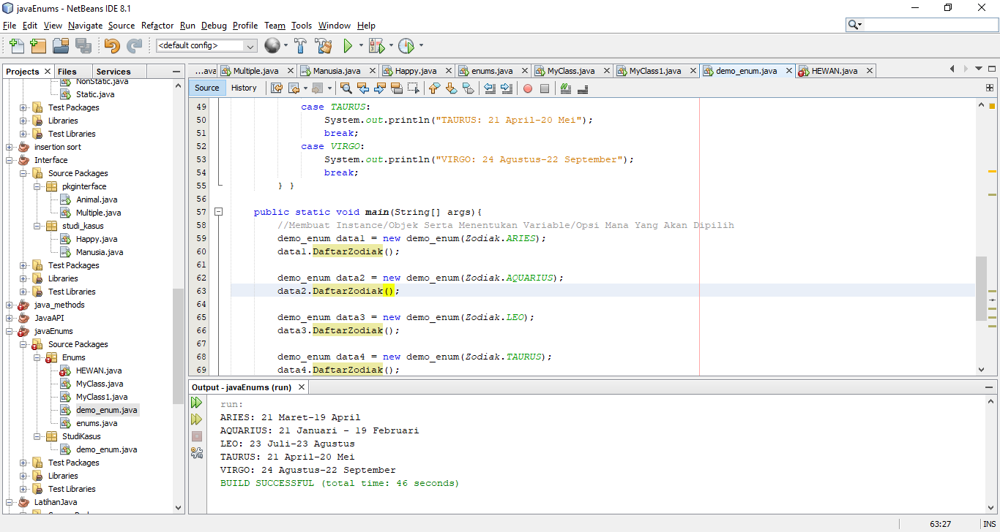 javaEnums - NetBeans IDE 8.1
File Edit View Navigate Source Refactor Run Debug Profile Team Tools Window Help
<default config>
Projects Files Services
NonStatic.java
Static.java
Test Packages
Libraries
Test Libraries
insertion sort
Interface
Source Packages
pkginterface
Animal.java
Multiple.java
studi_kasus
Happy.java
Manusia.java
Test Packages
Libraries
Test Libraries
java_methods
JavaAPI
javaEnums
Source Packages
Enums
HEWAN.java
MyClass.java
MyClass1.java
demo_enum.java
enums.java
StudiKasus
demo_enum.java
Test Packages
Libraries
Test Libraries
LatihanJava
...ava Multiple.java Manusia.java Happy.java enums.java MyClass.java MyClass1.java demo_enum.java HEWAN.java
Source History
49 case TAURUS:
50 System.out.println("TAURUS: 21 April-20 Mei");
51 break;
52 case VIRGO:
53 System.out.println("VIRGO: 24 Agustus-22 September");
54 break;
55 } }
56
57 public static void main(String[] args){
58 //Membuat Instance/Objek Serta Menentukan Variable/Opsi Mana Yang Akan Dipilih
59 demo_enum data1 = new demo_enum(Zodiak.ARIES);
60 data1.DaftarZodiak();
61
62 demo_enum data2 = new demo_enum(Zodiak.AQUARIUS);
63 data2.DaftarZodiak();
64
65 demo_enum data3 = new demo_enum(Zodiak.LEO);
66 data3.DaftarZodiak();
67
68 demo_enum data4 = new demo_enum(Zodiak.TAURUS);
69 data4.DaftarZodiak();
Output - javaEnums (run)
run:
ARIES: 21 Maret-19 April
AQUARIUS: 21 Januari - 19 Februari
LEO: 23 Juli-23 Agustus
TAURUS: 21 April-20 Mei
VIRGO: 24 Agustus-22 September
BUILD SUCCESSFUL (total time: 46 seconds)
63:27 INS